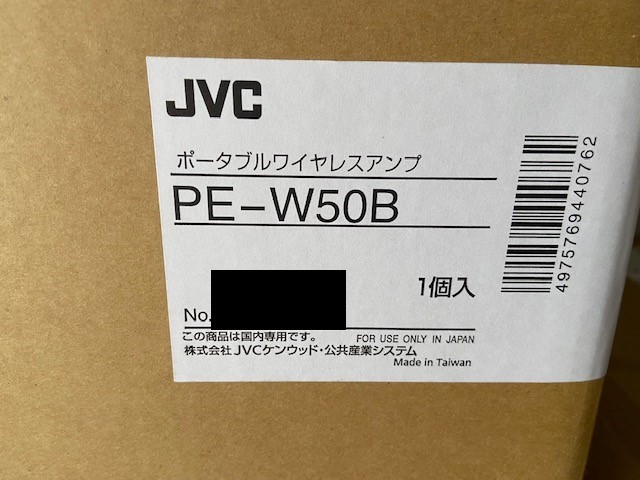 JVC
ポータブルワイヤレスアンプ
PE-W50B
1個入
No.
この商品は国内専用です。 FOR USE ONLY IN JAPAN
株式会社JVCケンウッド・公共産業システム
Made in Taiwan
4975769440762